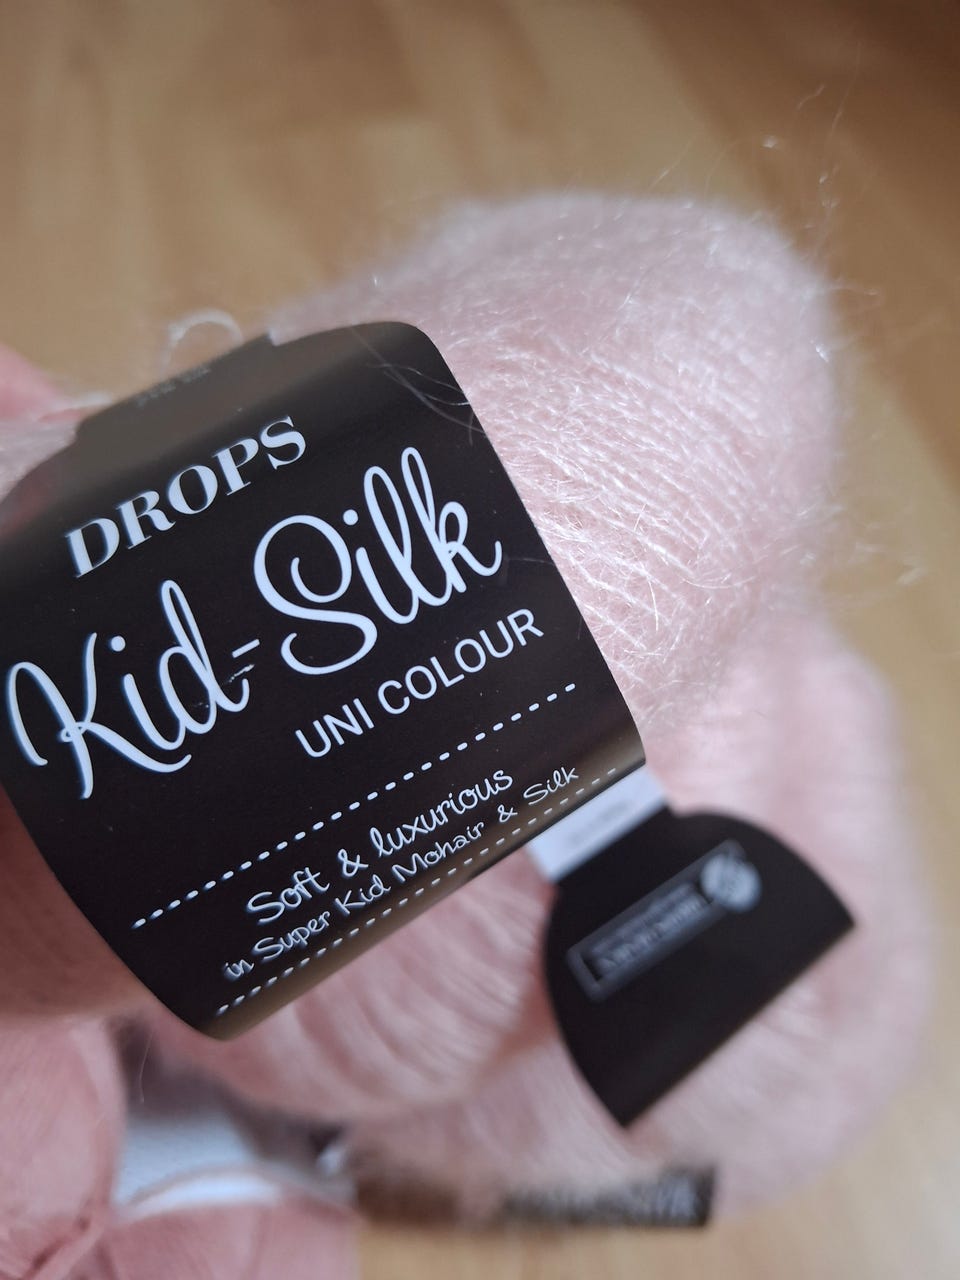 DROPS
Kid-Silk
UNI COLOUR
Soft & luxurious
in Super Kid Mohair & Silk